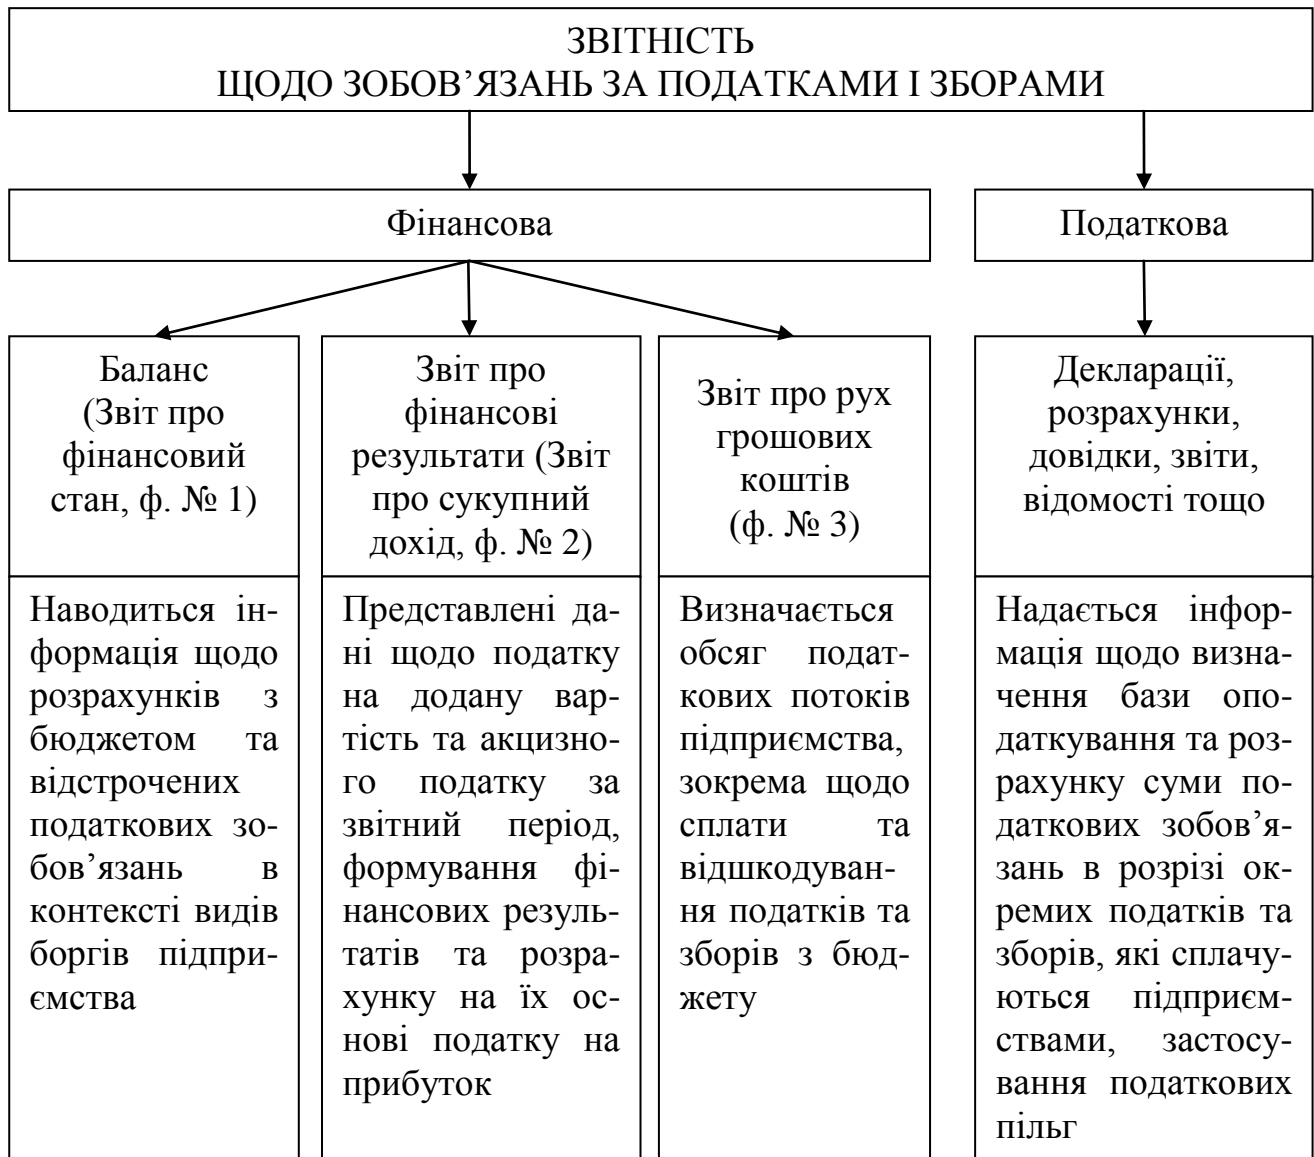 ЗВІТНІСТЬ
ЩОДО ЗОБОВ’ЯЗАНЬ ЗА ПОДАТКАМИ І ЗБОРАМИ
Фінансова
Податкова
Баланс
(Звіт про
фінансовий
стан, ф. № 1)
Звіт про
фінансові
результати (Звіт
про сукупний
дохід, ф. № 2)
Звіт про рух
грошових
коштів
(ф. № 3)
Декларації,
розрахунки,
довідки, звіти,
відомості тощо
Наводиться ін-
формація щодо
розрахунків з
бюджетом та
відстрочених
податкових зо-
бов’язань в
контексті видів
боргів підпри-
ємства
Представлені да-
ні щодо податку
на додану вар-
тість та акцизно-
го податку за
звітний період,
формування фі-
нансових резуль-
татів та розра-
хунку на їх ос-
нові податку на
прибуток
Визначається
обсяг подат-
кових потоків
підприємства,
зокрема щодо
сплати та
відшкодуван-
ня податків та
зборів з бюд-
жету
Надається інфор-
мація щодо визна-
чення бази опо-
даткування та роз-
рахунку суми по-
даткових зобов’я-
зань в розрізі ок-
ремих податків та
зборів, які сплачу-
ються підприєм-
ствами, застосу-
вання податкових
пільг